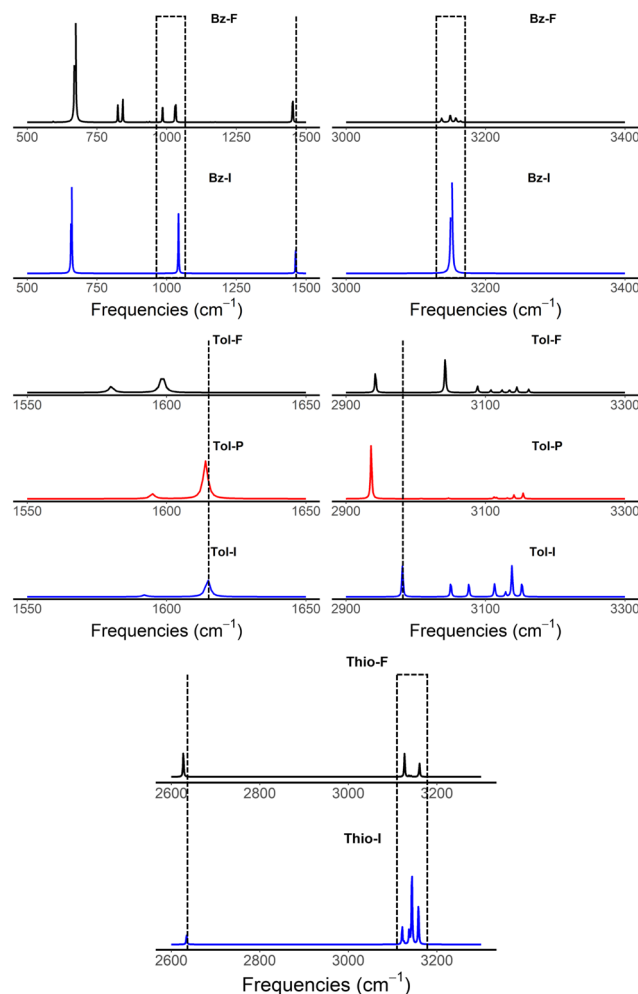 Bz-F Bz-F
500 750 1000 1250 1500 3000 3200 3400
Bz-I Bz-I
500 750 1000 1250 1500 3000 3200 3400
Frequencies (cm⁻¹) Frequencies (cm⁻¹)
Tol-F Tol-F
1550 1600 1650 2900 3100 3300
Tol-P Tol-P
1550 1600 1650 2900 3100 3300
Tol-I Tol-I
1550 1600 1650 2900 3100 3300
Frequencies (cm⁻¹) Frequencies (cm⁻¹)
Thio-F
2600 2800 3000 3200
Thio-I
2600 2800 3000 3200
Frequencies (cm⁻¹)